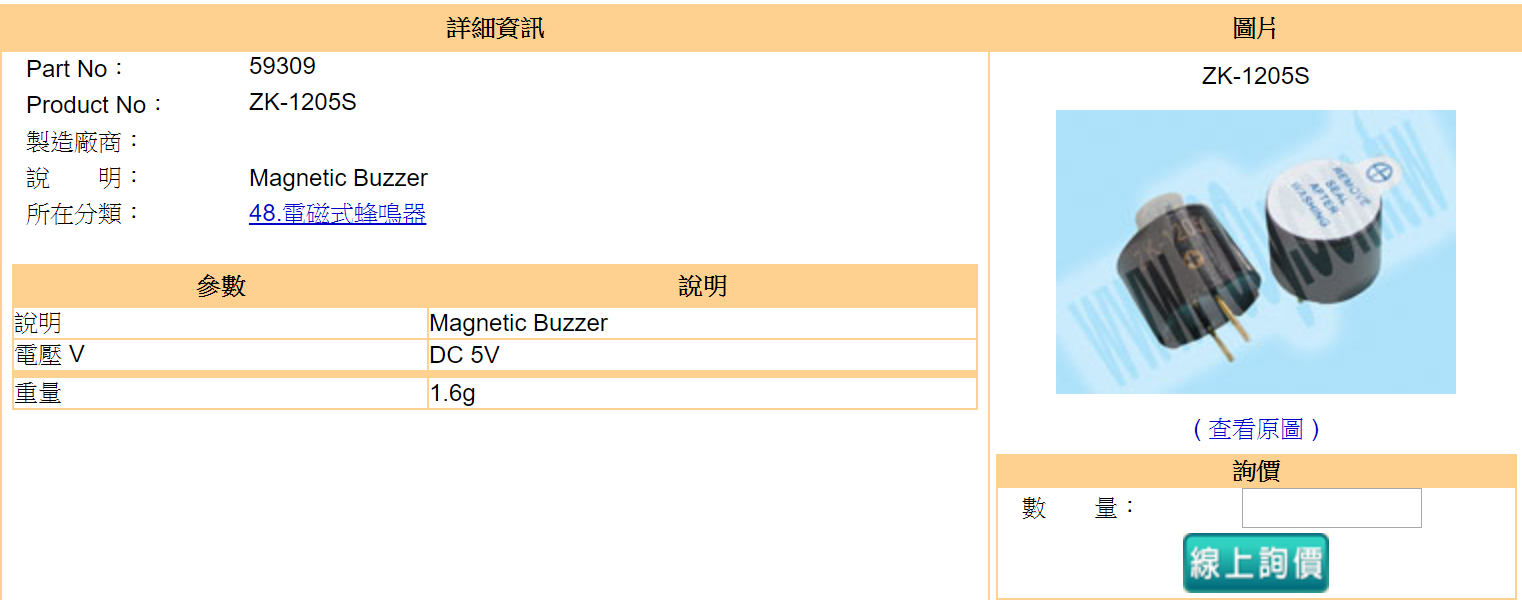 詳細資訊
Part No：
59309
Product No：
ZK-1205S
製造廠商：
說　　明：
Magnetic Buzzer
所在分類：
48.電磁式蜂鳴器
參數
說明
說明
Magnetic Buzzer
電壓 V
DC 5V
重量
1.6g
圖片
ZK-1205S
REMOVE
SEAL
AFTER
WASHING
( 查看原圖 )
詢價
數　　量：
線上詢價